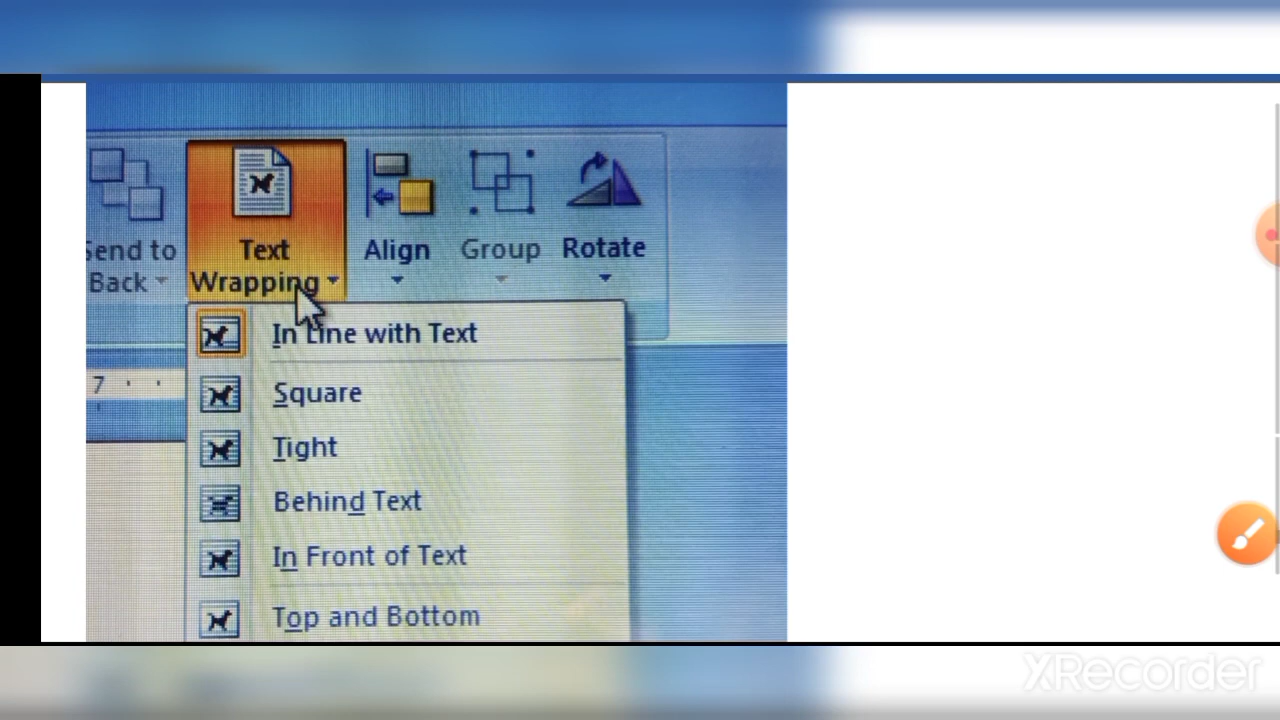 Send to Back
Text Wrapping
Align
Group
Rotate
7
In Line with Text
Square
Tight
Behind Text
In Front of Text
Top and Bottom
XRecorder